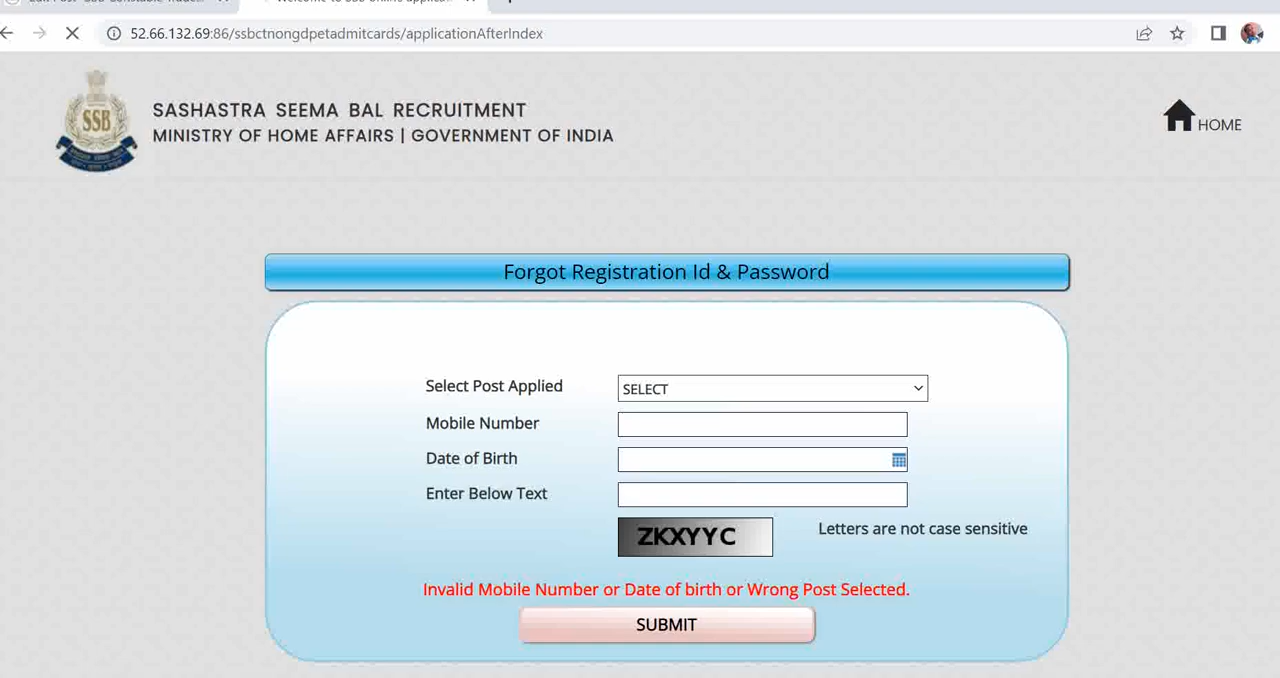 52.66.132.69:86/ssbctnongdpetadmitcards/applicationAfterIndex
SSB
SASHASTRA SEEMA BAL RECRUITMENT
MINISTRY OF HOME AFFAIRS | GOVERNMENT OF INDIA
HOME
Forgot Registration Id & Password
Select Post Applied
SELECT
Mobile Number
Date of Birth
Enter Below Text
ZKXYYC
Letters are not case sensitive
Invalid Mobile Number or Date of birth or Wrong Post Selected.
SUBMIT